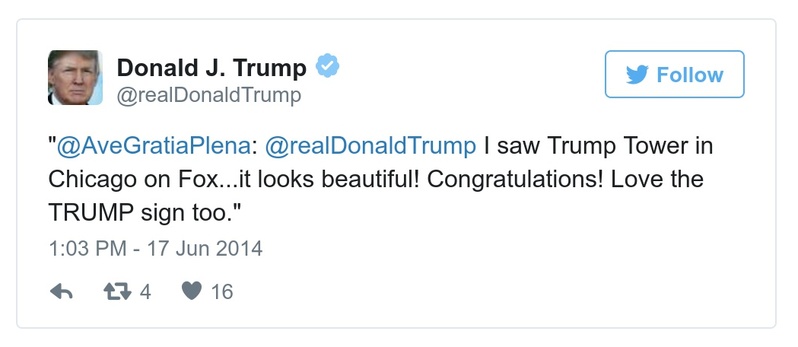 Donald J. Trump
@realDonaldTrump
Follow
"@AveGratiaPlena: @realDonaldTrump I saw Trump Tower in
Chicago on Fox...it looks beautiful! Congratulations! Love the
TRUMP sign too."
1:03 PM - 17 Jun 2014
4 16